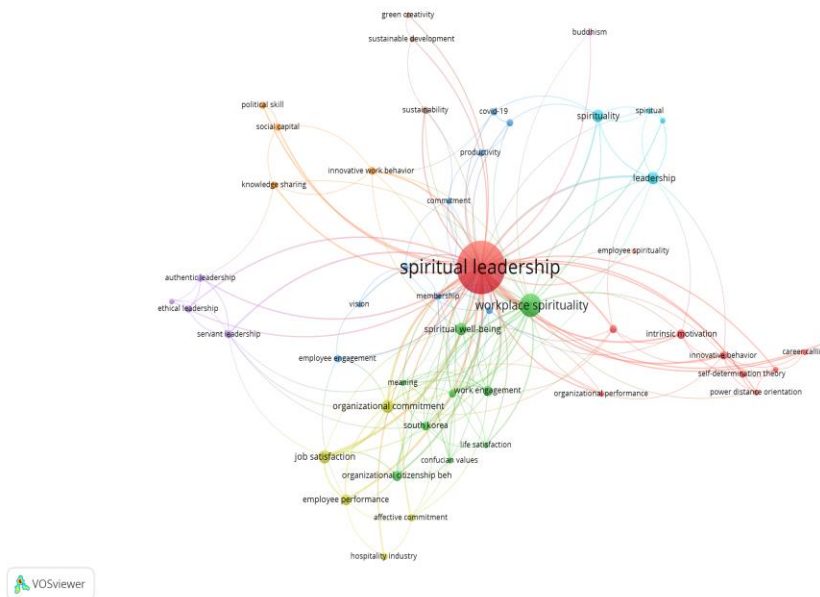 green creativity
sustainable development
buddhism
political skill
sustainability
covid-19
spirituality
spiritual
social capital
productivity
knowledge sharing
innovative work behavior
leadership
commitment
employee spirituality
spiritual leadership
authentic leadership
ethical leadership
vision
membership
workplace spirituality
servant leadership
spiritual well-being
intrinsic motivation
employee engagement
innovative behavior
career calli
self-determination theory
meaning
work engagement
organizational performance
power distance orientation
organizational commitment
south korea
life satisfaction
job satisfaction
confucian values
organizational citizenship beh
employee performance
affective commitment
hospitality industry
VOSviewer